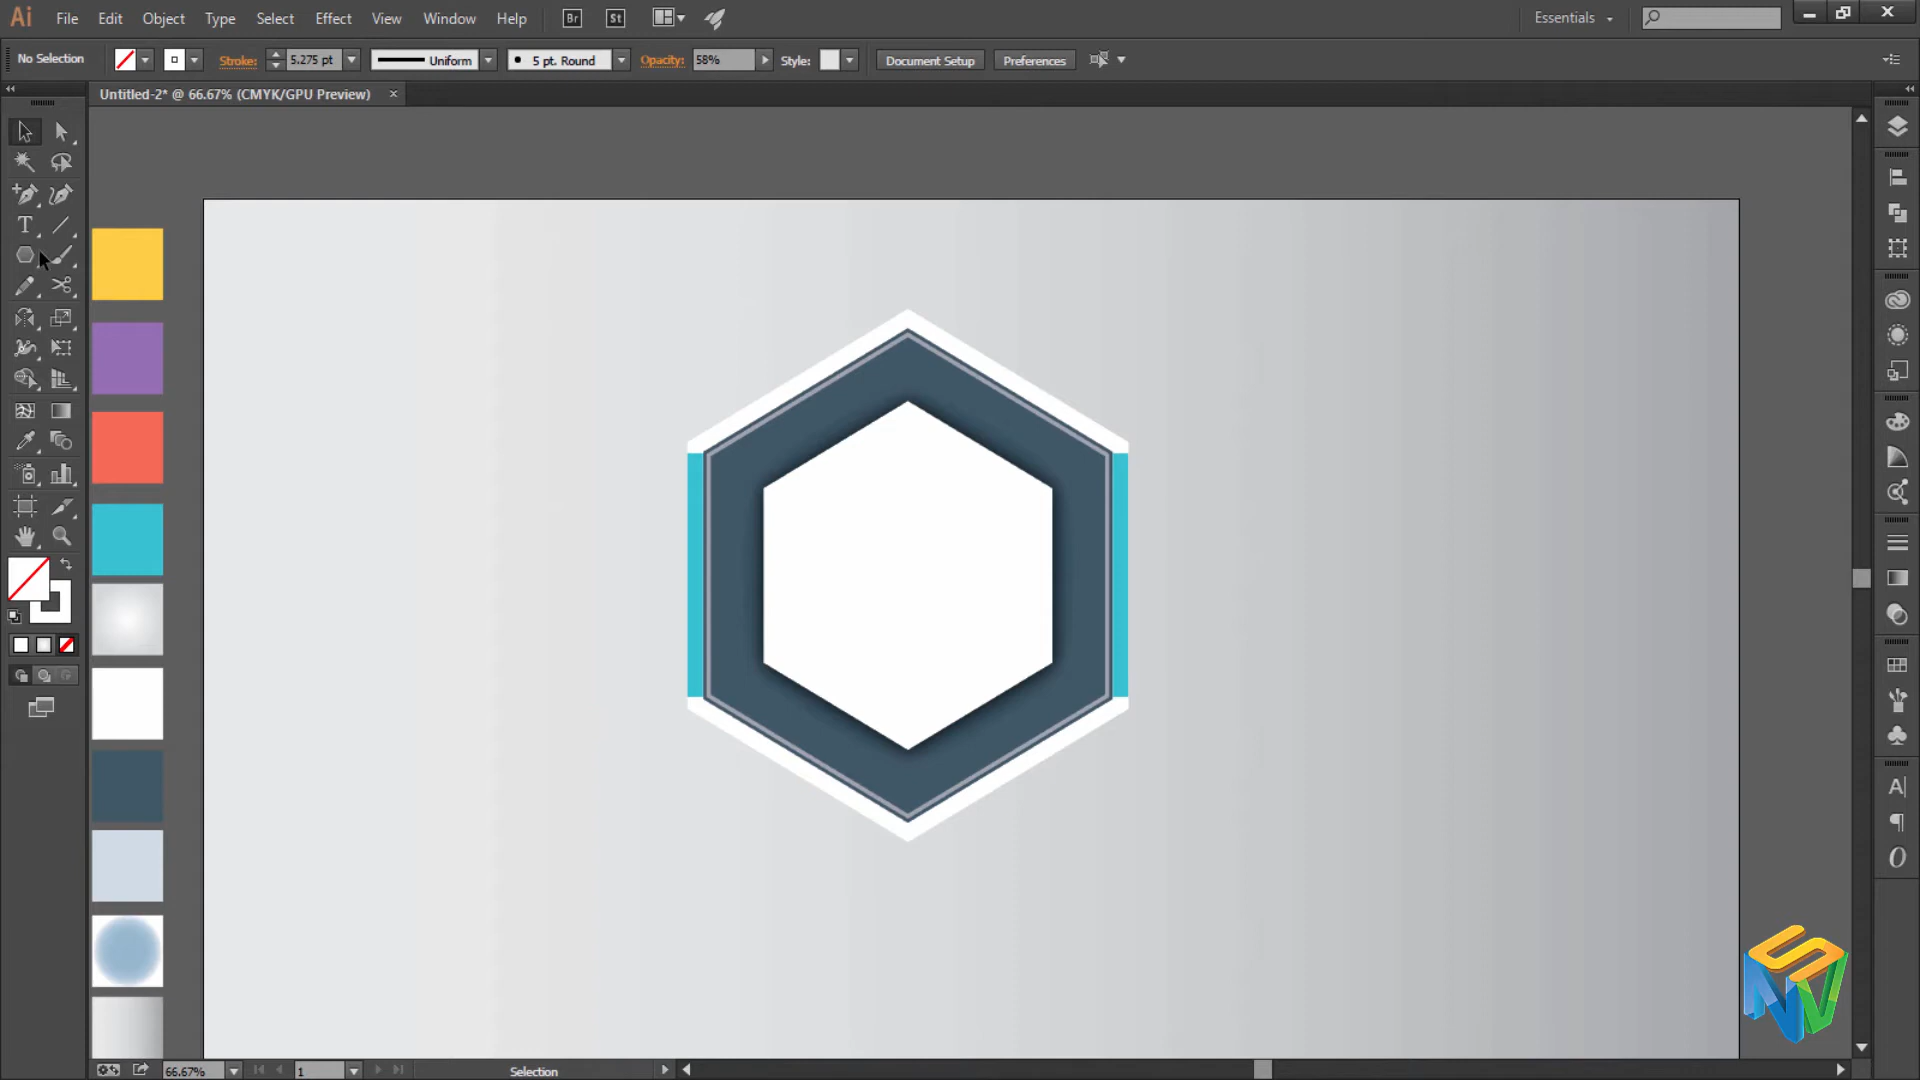 Ai File Edit Object Type Select Effect View Window Help Br St Essentials
No Selection Stroke: 5.275 pt Uniform 5 pt. Round Opacity: 58% Style: Document Setup Preferences
Untitled-2* @ 66.67% (CMYK/GPU Preview)
66.67% 1 Selection